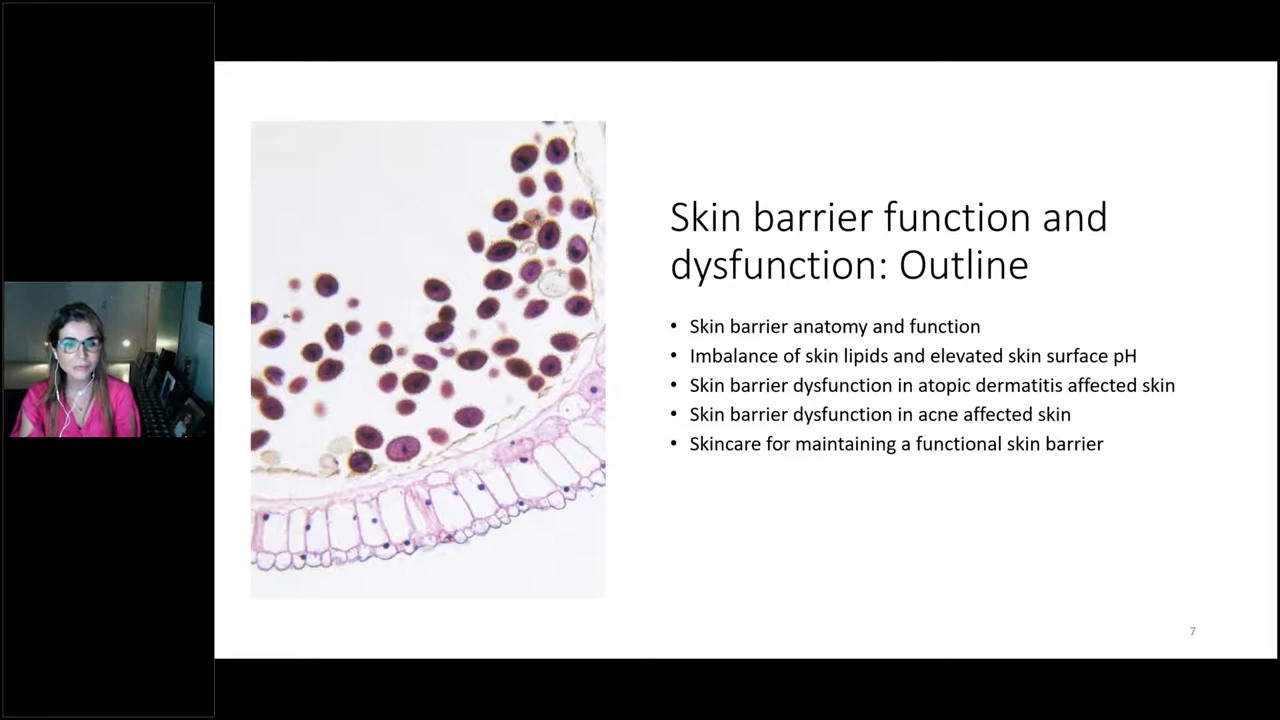 Skin barrier function and
dysfunction: Outline
• Skin barrier anatomy and function
• Imbalance of skin lipids and elevated skin surface pH
• Skin barrier dysfunction in atopic dermatitis affected skin
• Skin barrier dysfunction in acne affected skin
• Skincare for maintaining a functional skin barrier
7